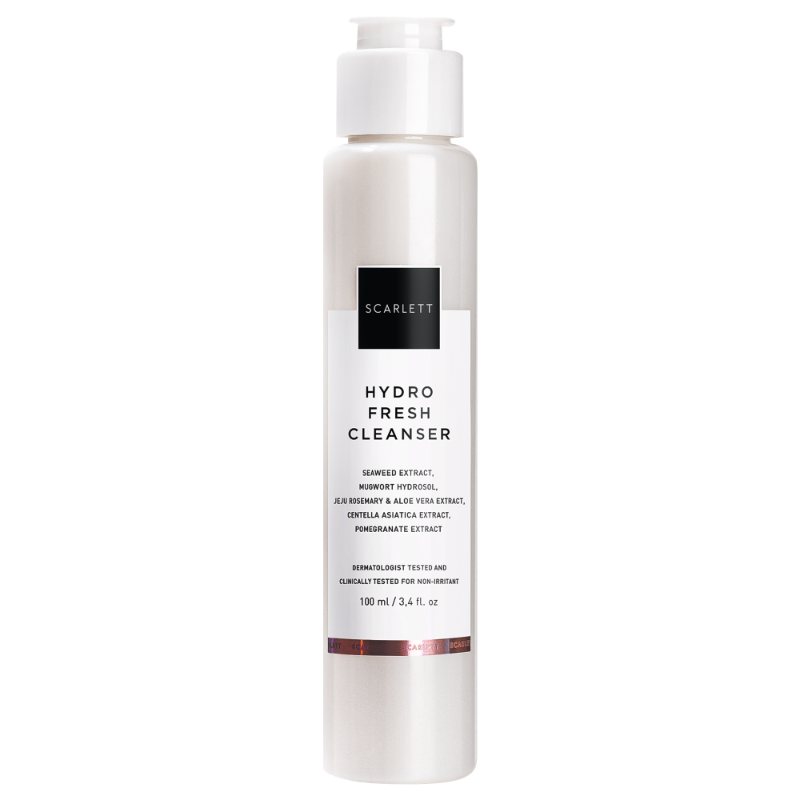 SCARLETT
HYDRO
FRESH
CLEANSER
SEAWEED EXTRACT,
MUGWORT HYDROSOL,
JEJU ROSEMARY & ALOE VERA EXTRACT,
CENTELLA ASIATICA EXTRACT,
POMEGRANATE EXTRACT
DERMATOLOGIST TESTED AND
CLINICALLY TESTED FOR NON-IRRITANT
100 ml / 3,4 fl. oz
SCARLETT